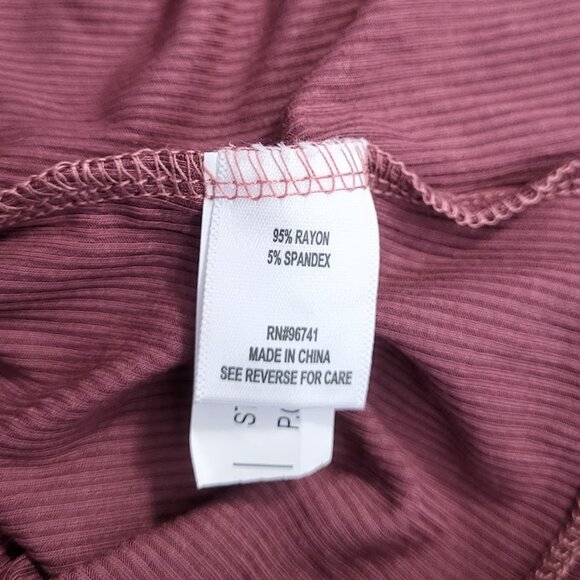 95% RAYON
5% SPANDEX
RN#96741
MADE IN CHINA
SEE REVERSE FOR CARE